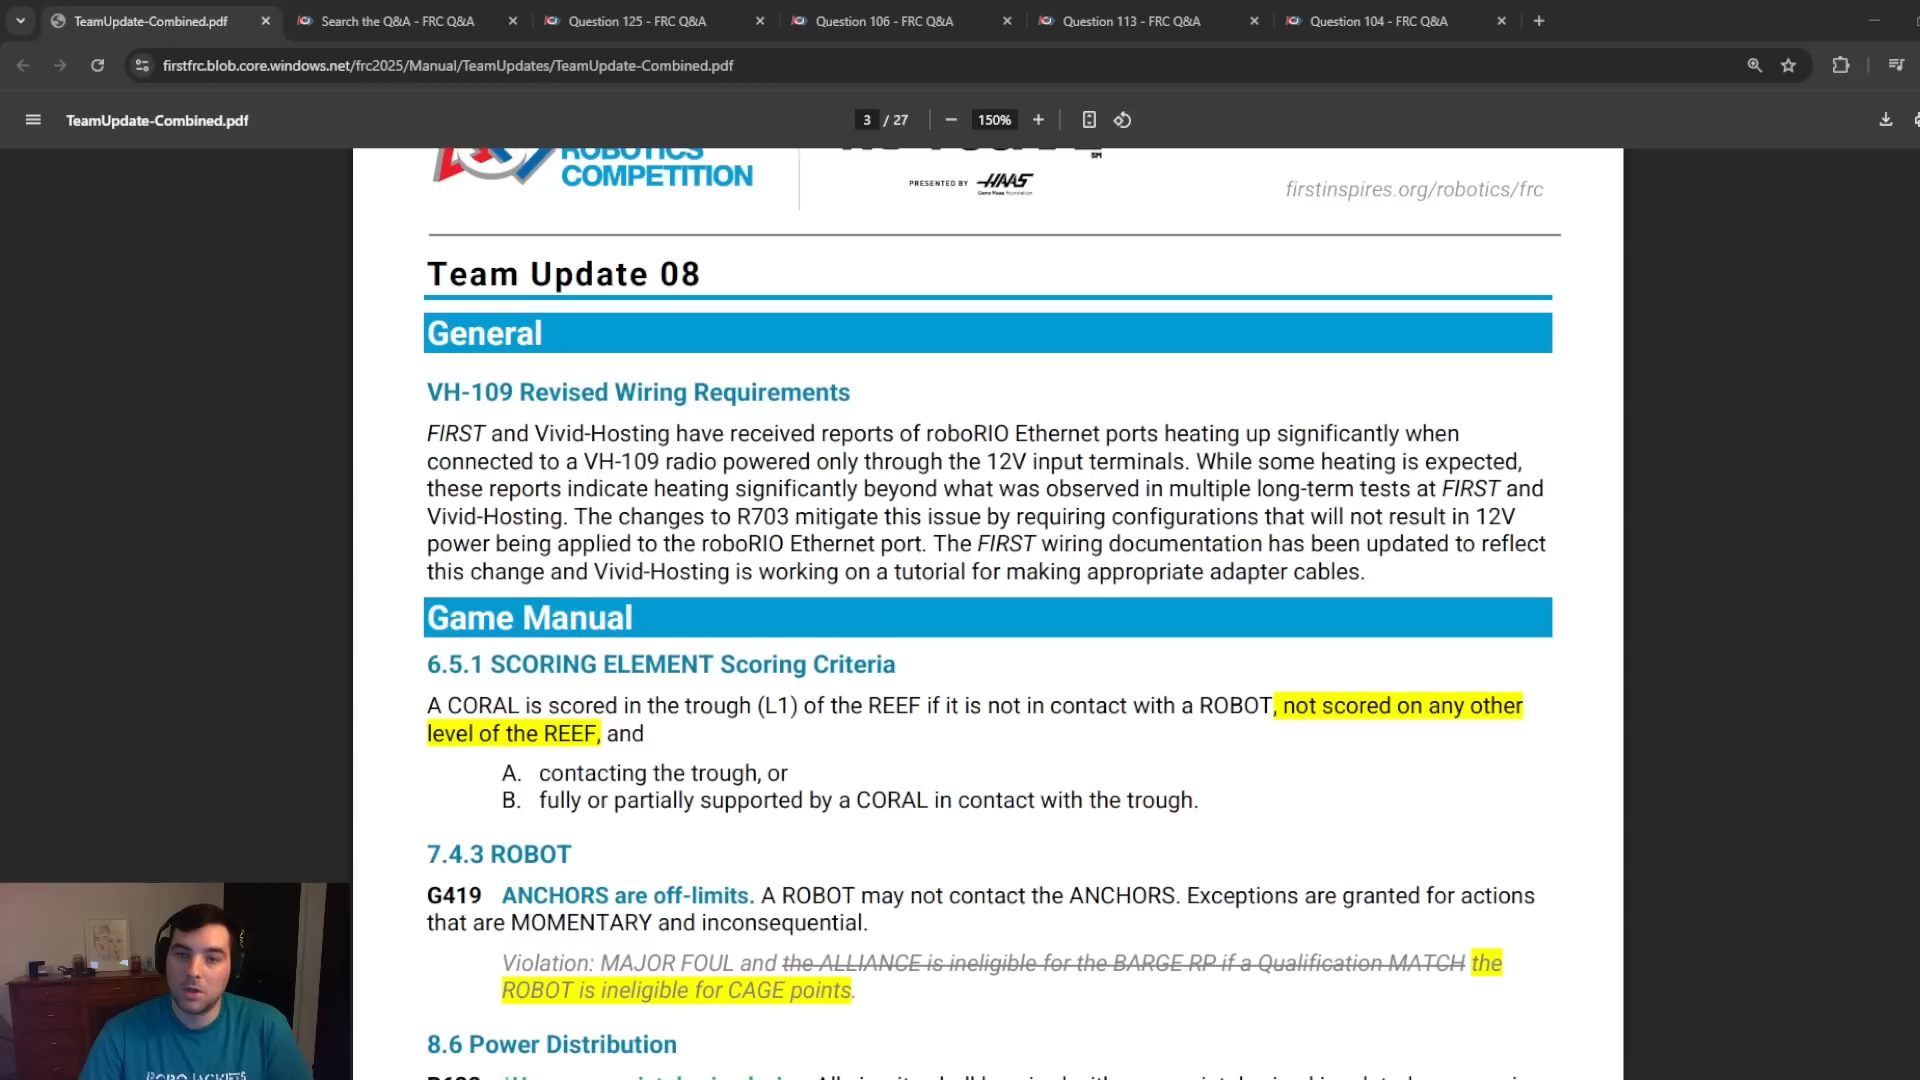 TeamUpdate-Combined.pdf
Search the Q&A - FRC Q&A
Question 125 - FRC Q&A
Question 106 - FRC Q&A
Question 113 - FRC Q&A
Question 104 - FRC Q&A
firstfrc.blob.core.windows.net/frc2025/Manual/TeamUpdates/TeamUpdate-Combined.pdf
TeamUpdate-Combined.pdf
3 / 27
150%
ROBOTICS
COMPETITION
SM
PRESENTED BY HAAS
Gene Haas Foundation
firstinspires.org/robotics/frc
Team Update 08
General
VH-109 Revised Wiring Requirements
FIRST and Vivid-Hosting have received reports of roboRIO Ethernet ports heating up significantly when
connected to a VH-109 radio powered only through the 12V input terminals. While some heating is expected,
these reports indicate heating significantly beyond what was observed in multiple long-term tests at FIRST and
Vivid-Hosting. The changes to R703 mitigate this issue by requiring configurations that will not result in 12V
power being applied to the roboRIO Ethernet port. The FIRST wiring documentation has been updated to reflect
this change and Vivid-Hosting is working on a tutorial for making appropriate adapter cables.
Game Manual
6.5.1 SCORING ELEMENT Scoring Criteria
A CORAL is scored in the trough (L1) of the REEF if it is not in contact with a ROBOT, not scored on any other
level of the REEF, and
A. contacting the trough, or
B. fully or partially supported by a CORAL in contact with the trough.
7.4.3 ROBOT
G419 ANCHORS are off-limits. A ROBOT may not contact the ANCHORS. Exceptions are granted for actions
that are MOMENTARY and inconsequential.
Violation: MAJOR FOUL and the ALLIANCE is ineligible for the BARGE RP if a Qualification MATCH the
ROBOT is ineligible for CAGE points.
8.6 Power Distribution
ROBO JACKETS